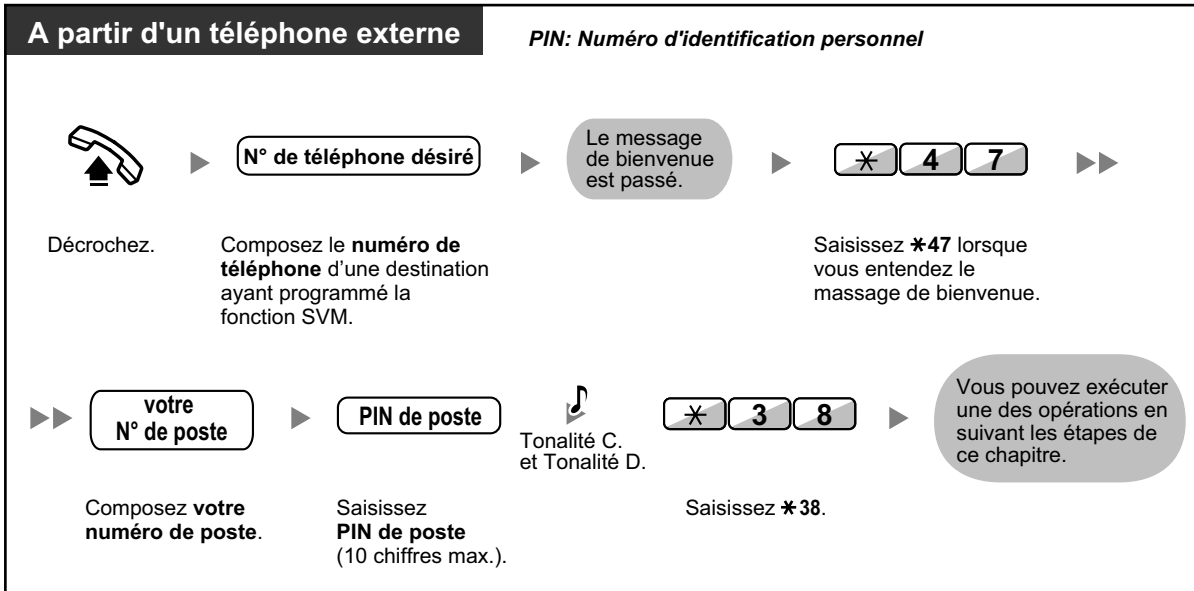 A partir d'un téléphone externe
PIN: Numéro d'identification personnel
N° de téléphone désiré
Le message
de bienvenue
est passé.
* 4 7
Décrochez.
Composez le numéro de
téléphone d’une destination
ayant programmé la
fonction SVM.
Saisissez *47 lorsque
vous entendez le
massage de bienvenue.
votre
N° de poste
PIN de poste
Tonalité C.
et Tonalité D.
* 3 8
Vous pouvez exécuter
une des opérations en
suivant les étapes de
ce chapitre.
Composez votre
numéro de poste.
Saisissez
PIN de poste
(10 chiffres max.).
Saisissez *38.